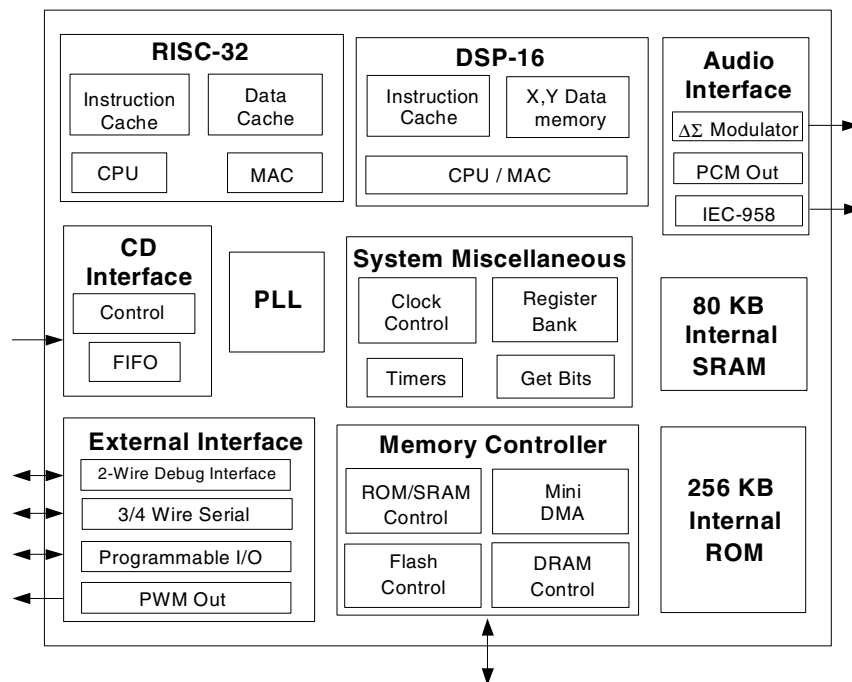 RISC-32
Instruction
Cache
Data
Cache
CPU
MAC
DSP-16
Instruction
Cache
X,Y Data
memory
CPU / MAC
Audio
Interface
ΔΣ Modulator
PCM Out
IEC-958
CD
Interface
Control
FIFO
PLL
System Miscellaneous
Clock
Control
Register
Bank
Timers
Get Bits
80 KB
Internal
SRAM
External Interface
2-Wire Debug Interface
3/4 Wire Serial
Programmable I/O
PWM Out
Memory Controller
ROM/SRAM
Control
Mini
DMA
Flash
Control
DRAM
Control
256 KB
Internal
ROM